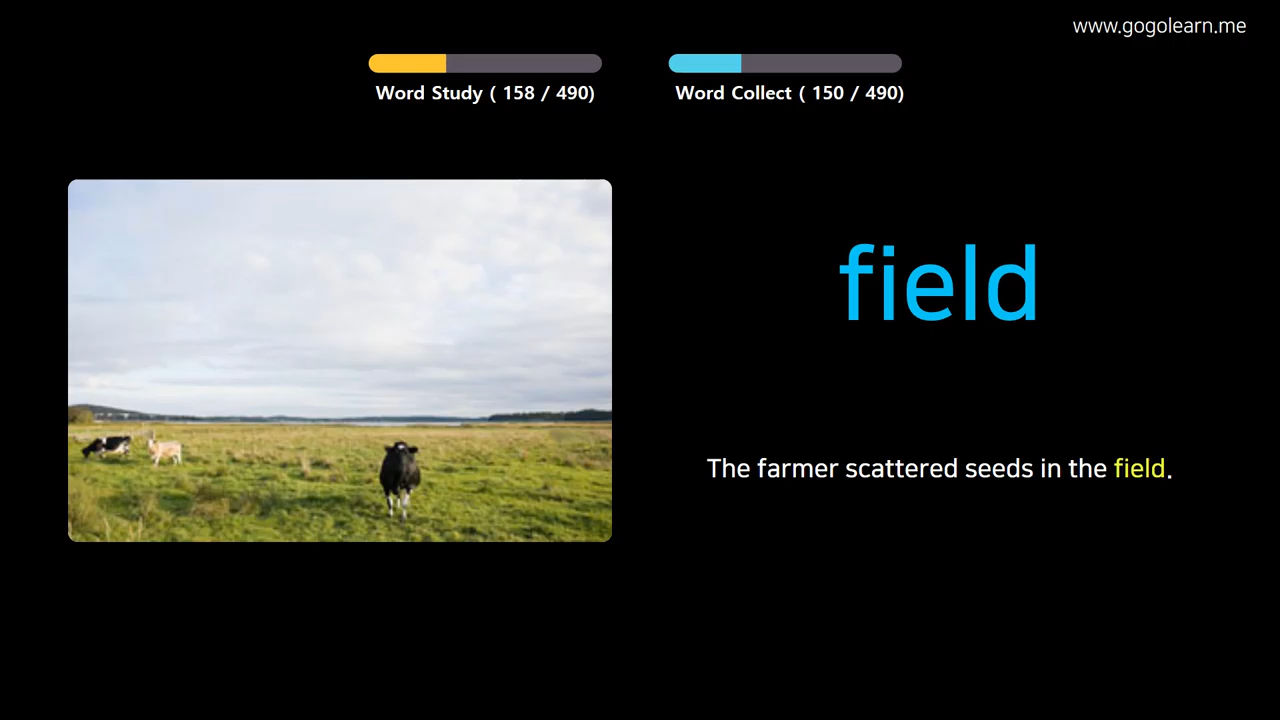 www.gogolearn.me
Word Study ( 158 / 490)
Word Collect ( 150 / 490)
field
The farmer scattered seeds in the field.